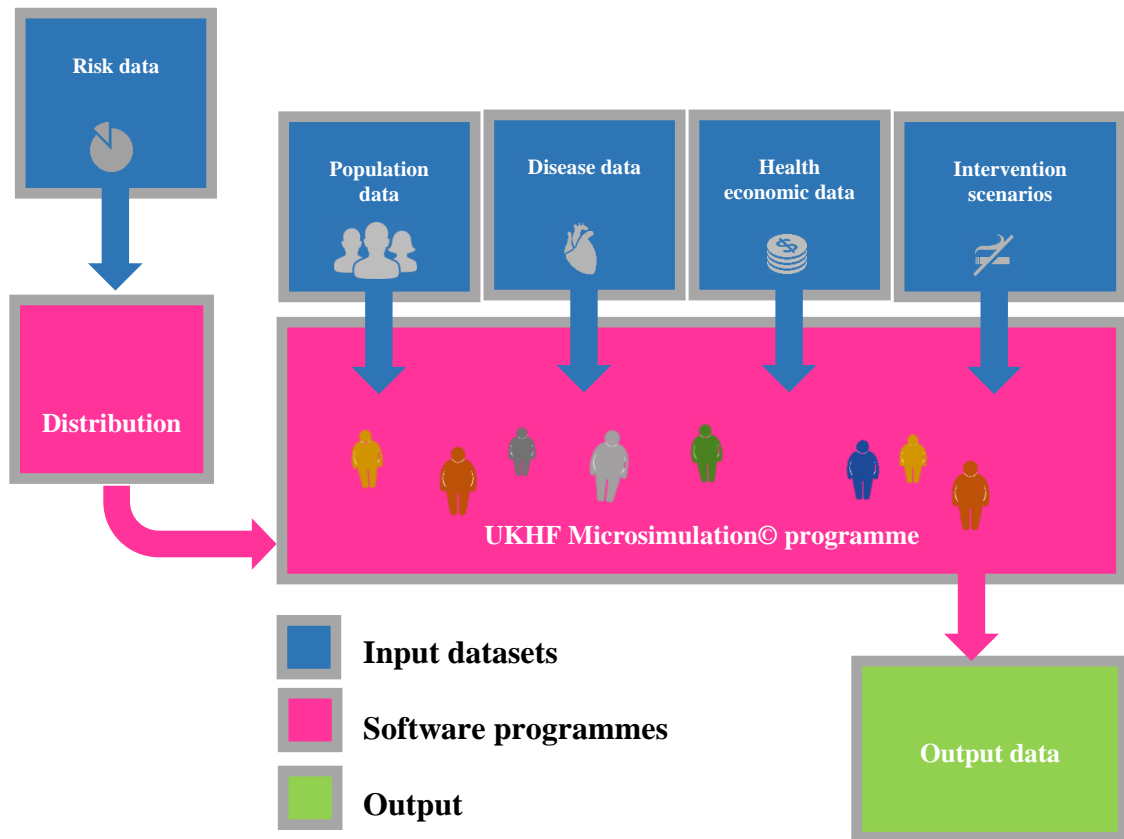 Risk data
Population
data
Disease data
Health
economic data
Intervention
scenarios
Distribution
UKHF Microsimulation© programme
Input datasets
Software programmes
Output
Output data